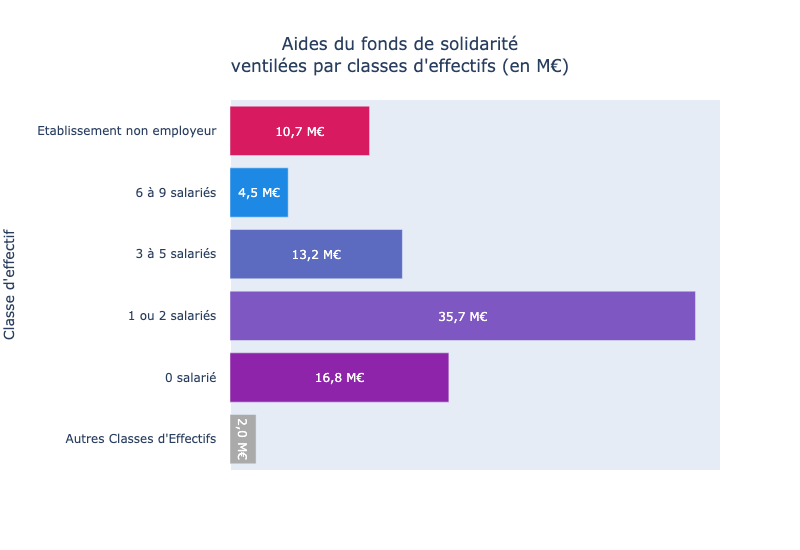 Aides du fonds de solidarité
ventilées par classes d'effectifs (en M€)
Classe d'effectif
Etablissement non employeur
10,7 M€
6 à 9 salariés
4,5 M€
3 à 5 salariés
13,2 M€
1 ou 2 salariés
35,7 M€
0 salarié
16,8 M€
Autres Classes d'Effectifs
2,0 M€